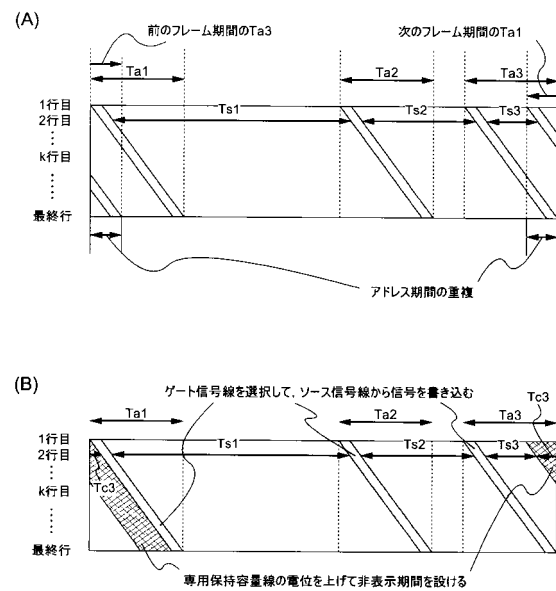 (A)
前のフレーム期間のTa3
次のフレーム期間のTa1
Ta1
Ta2
Ta3
1行目
2行目
k行目
最終行
Ts1
Ts2
Ts3
アドレス期間の重複
(B)
ゲート信号線を選択して、ソース信号線から信号を書き込む
Tc3
Ta1
Ta2
Ta3
1行目
2行目
k行目
最終行
Ts1
Ts2
Ts3
Tc3
専用保持容量線の電位を上げて非表示期間を設ける